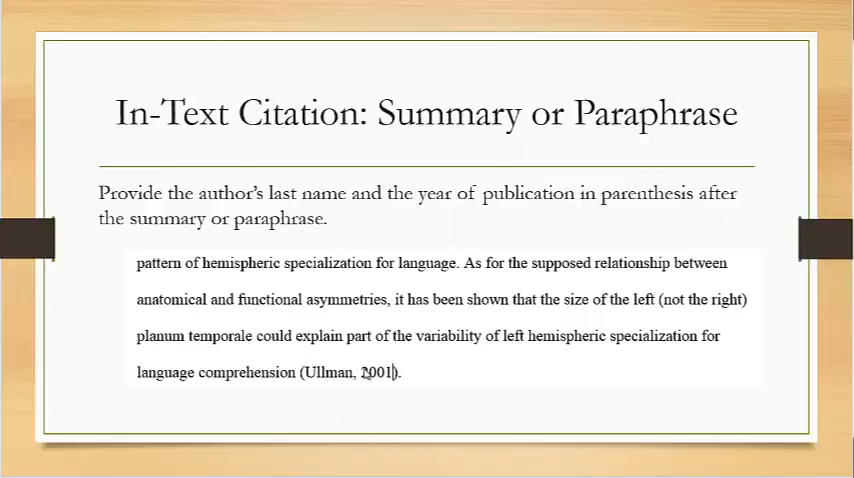 In-Text Citation: Summary or Paraphrase
Provide the author's last name and the year of publication in parenthesis after
the summary or paraphrase.
pattern of hemispheric specialization for language. As for the supposed relationship between
anatomical and functional asymmetries, it has been shown that the size of the left (not the right)
planum temporale could explain part of the variability of left hemispheric specialization for
language comprehension (Ullman, 2001).